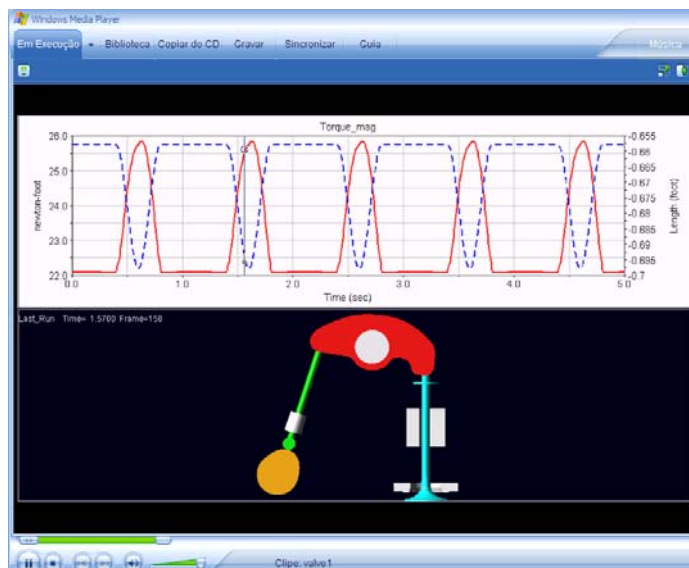 Windows Media Player
Em Execução Biblioteca Copiar do CD Gravar Sincronizar Guia Música
Torque_mag
26.0 -0.655
-0.66
25.0 -0.665
-0.67
newton-foot 24.0 -0.675 Length (foot)
-0.68
23.0 -0.685
-0.69
-0.695
22.0 -0.7
0.0 1.0 2.0 3.0 4.0 5.0
Time (sec)
Last_Run Time= 1.5700 Frame=158
Clipe: valve1